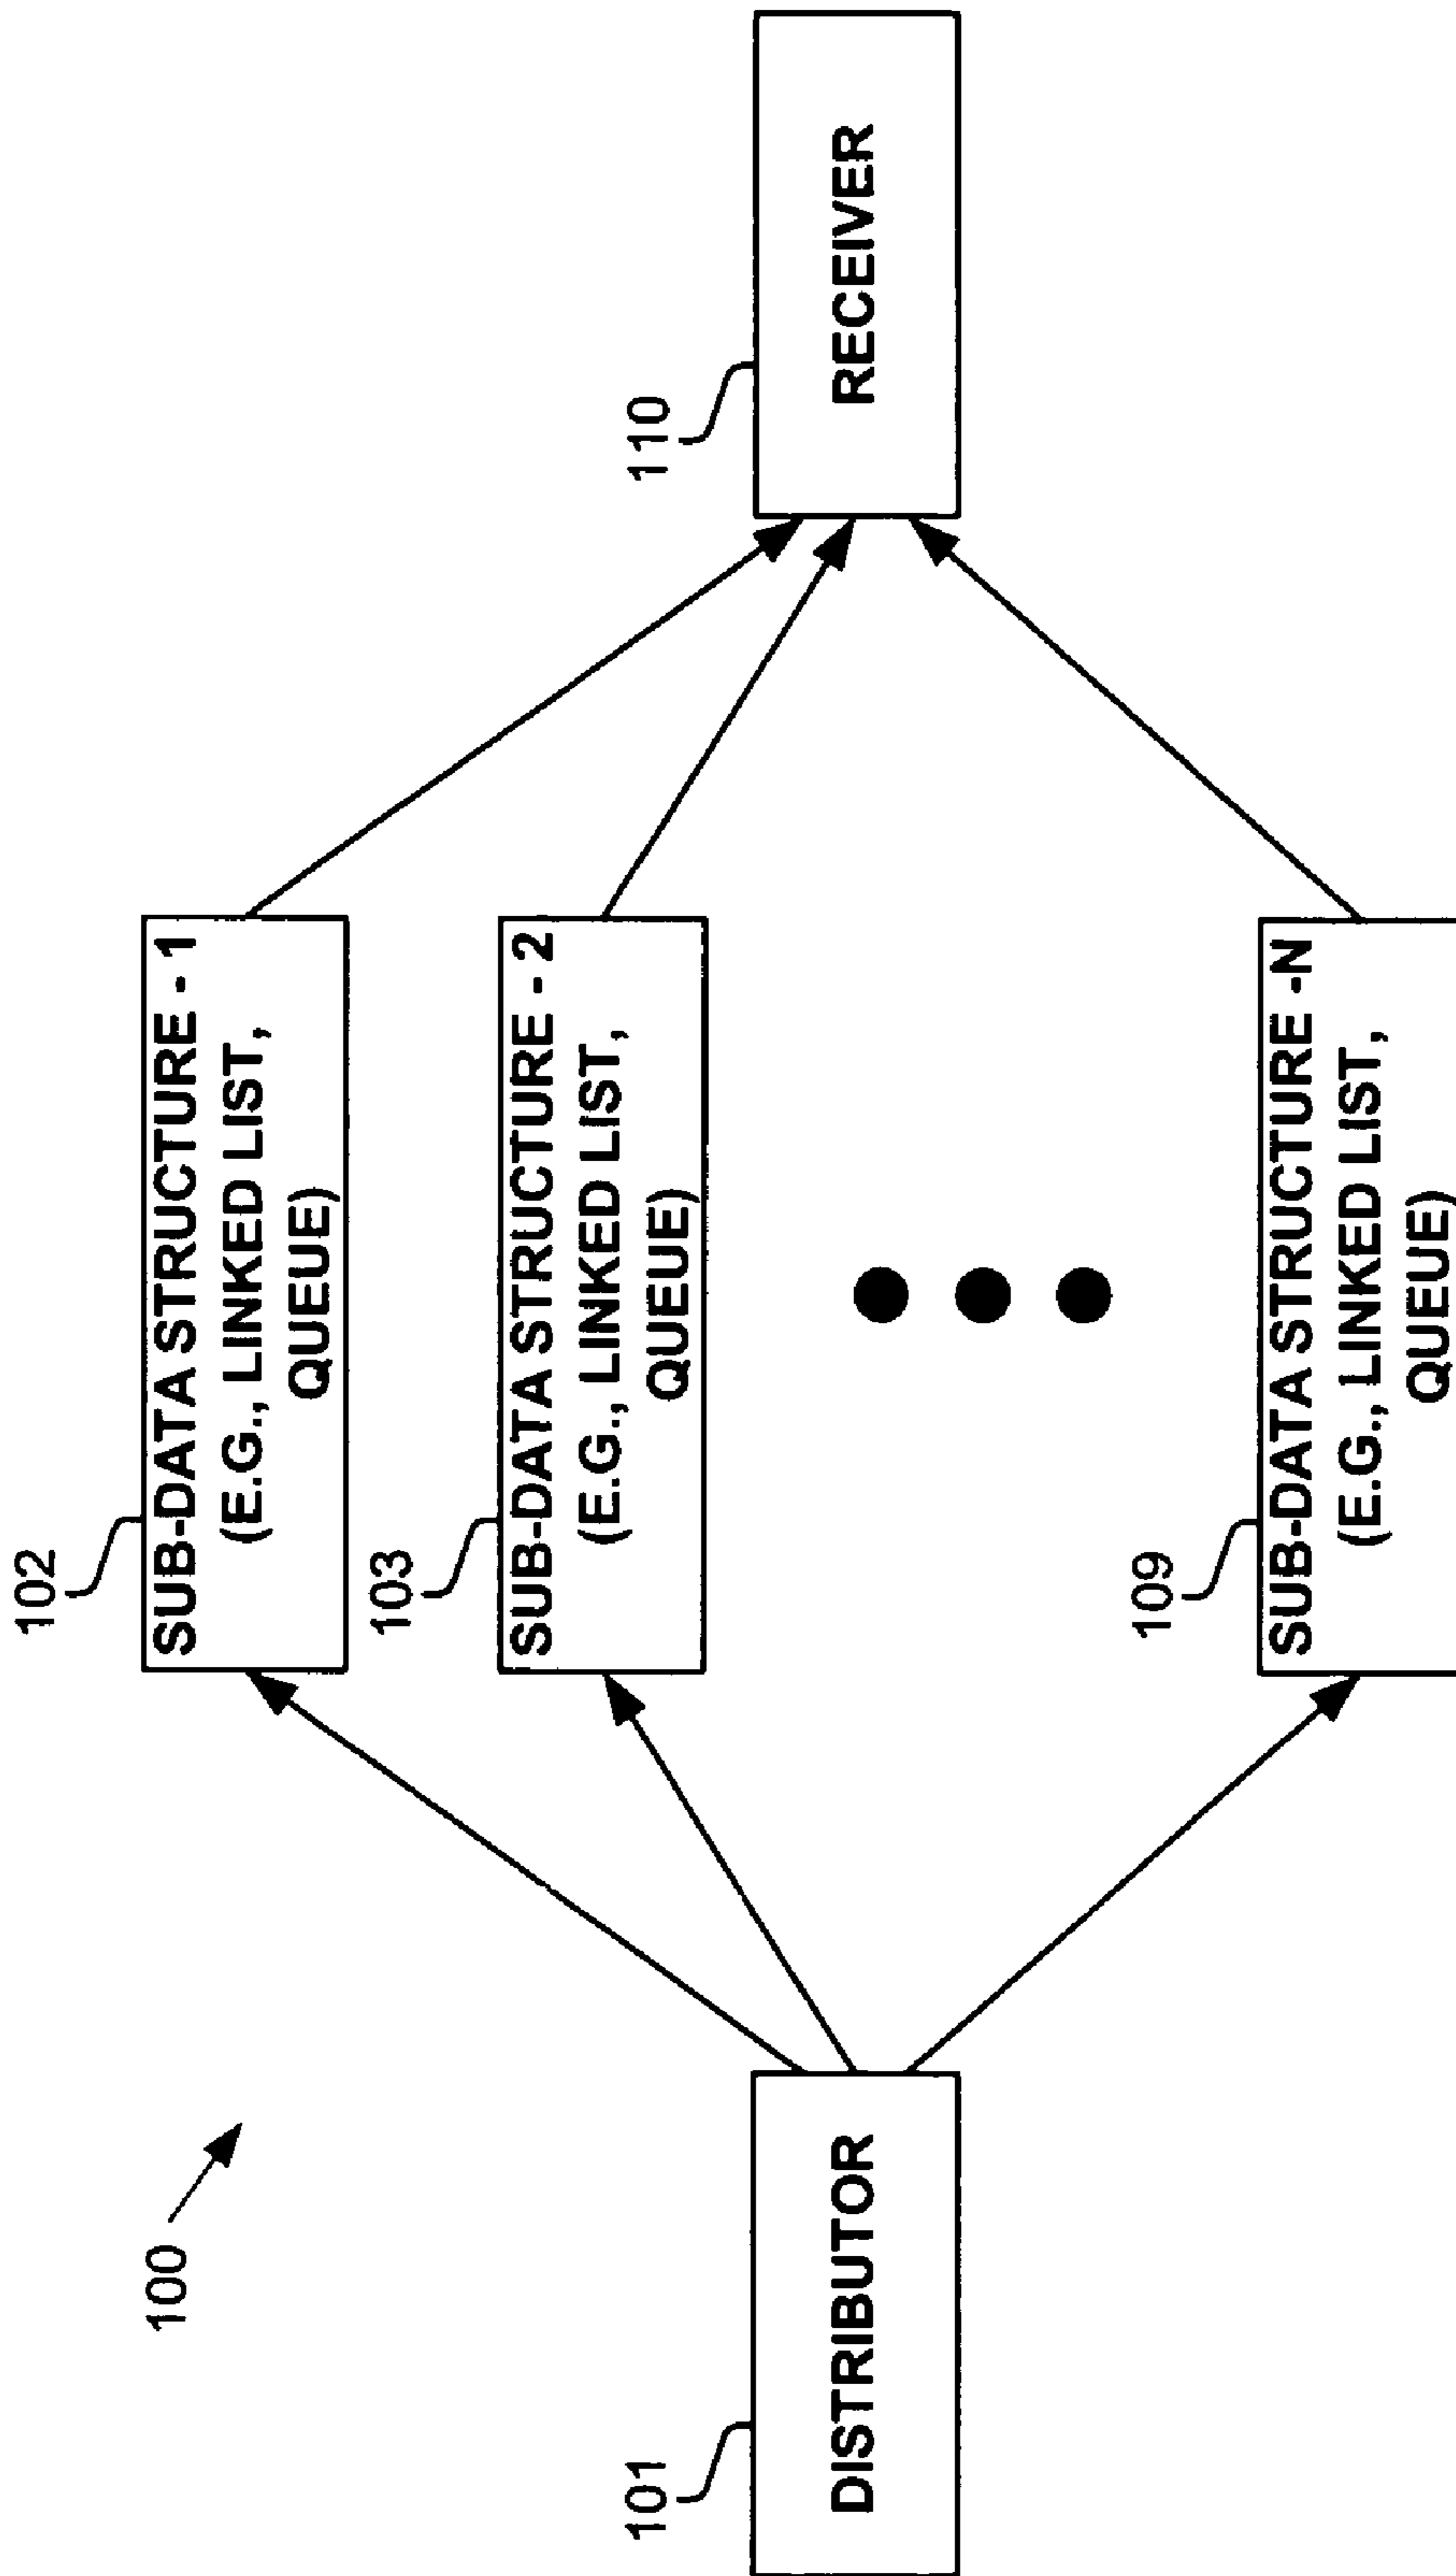 100
101
DISTRIBUTOR
102
SUB-DATA STRUCTURE - 1
(E.G., LINKED LIST,
QUEUE)
103
SUB-DATA STRUCTURE - 2
(E.G., LINKED LIST,
QUEUE)
109
SUB-DATA STRUCTURE -N
(E.G., LINKED LIST,
QUEUE)
110
RECEIVER